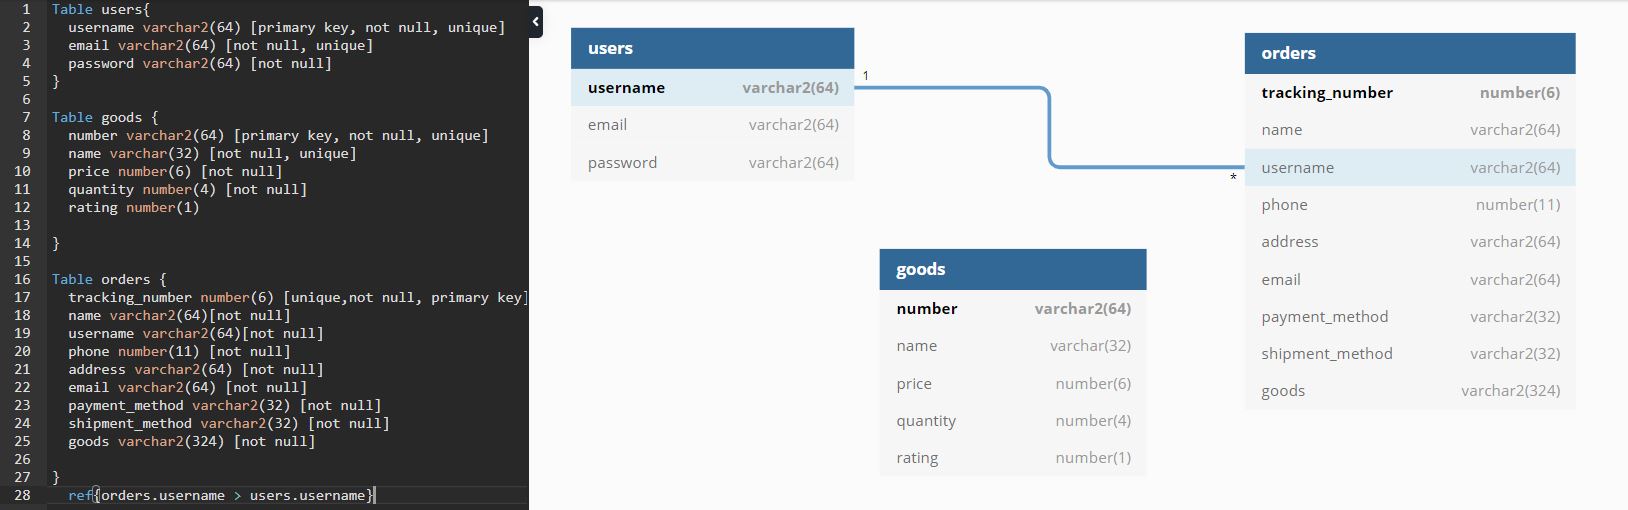 1 Table users{
2 username varchar2(64) [primary key, not null, unique]
3 email varchar2(64) [not null, unique]
4 password varchar2(64) [not null]
5 }
6
7 Table goods {
8 number varchar2(64) [primary key, not null, unique]
9 name varchar(32) [not null, unique]
10 price number(6) [not null]
11 quantity number(4) [not null]
12 rating number(1)
13
14 }
15
16 Table orders {
17 tracking_number number(6) [unique,not null, primary key]
18 name varchar2(64)[not null]
19 username varchar2(64)[not null]
20 phone number(11) [not null]
21 address varchar2(64) [not null]
22 email varchar2(64) [not null]
23 payment_method varchar2(32) [not null]
24 shipment_method varchar2(32) [not null]
25 goods varchar2(324) [not null]
26
27 }
28 ref{orders.username > users.username}
users
username varchar2(64)
email varchar2(64)
password varchar2(64)
1
*
goods
number varchar2(64)
name varchar(32)
price number(6)
quantity number(4)
rating number(1)
orders
tracking_number number(6)
name varchar2(64)
username varchar2(64)
phone number(11)
address varchar2(64)
email varchar2(64)
payment_method varchar2(32)
shipment_method varchar2(32)
goods varchar2(324)